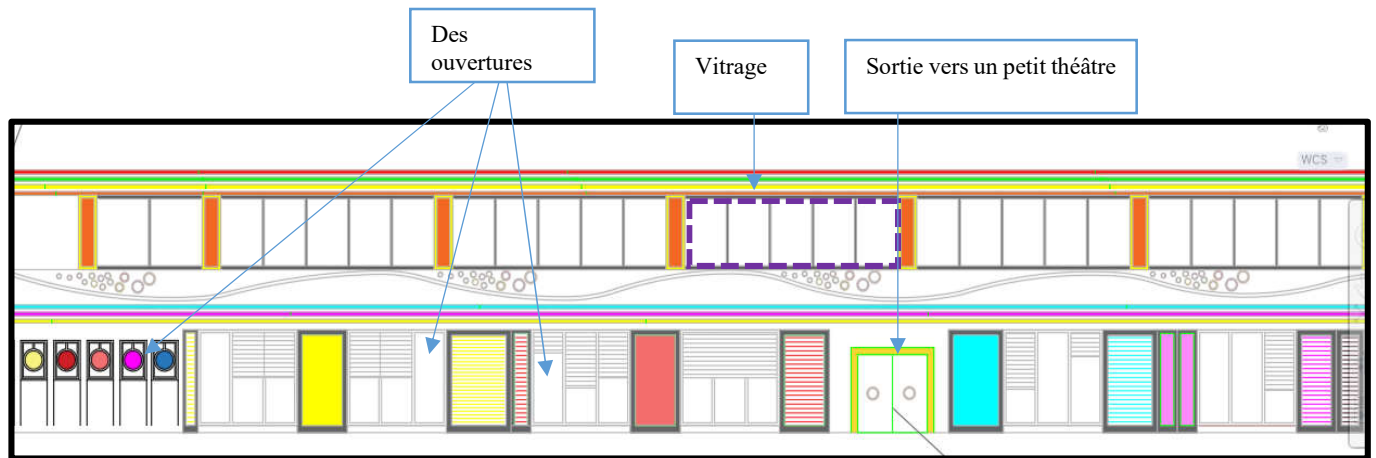 Des
ouvertures
Vitrage
Sortie vers un petit théâtre
WCS